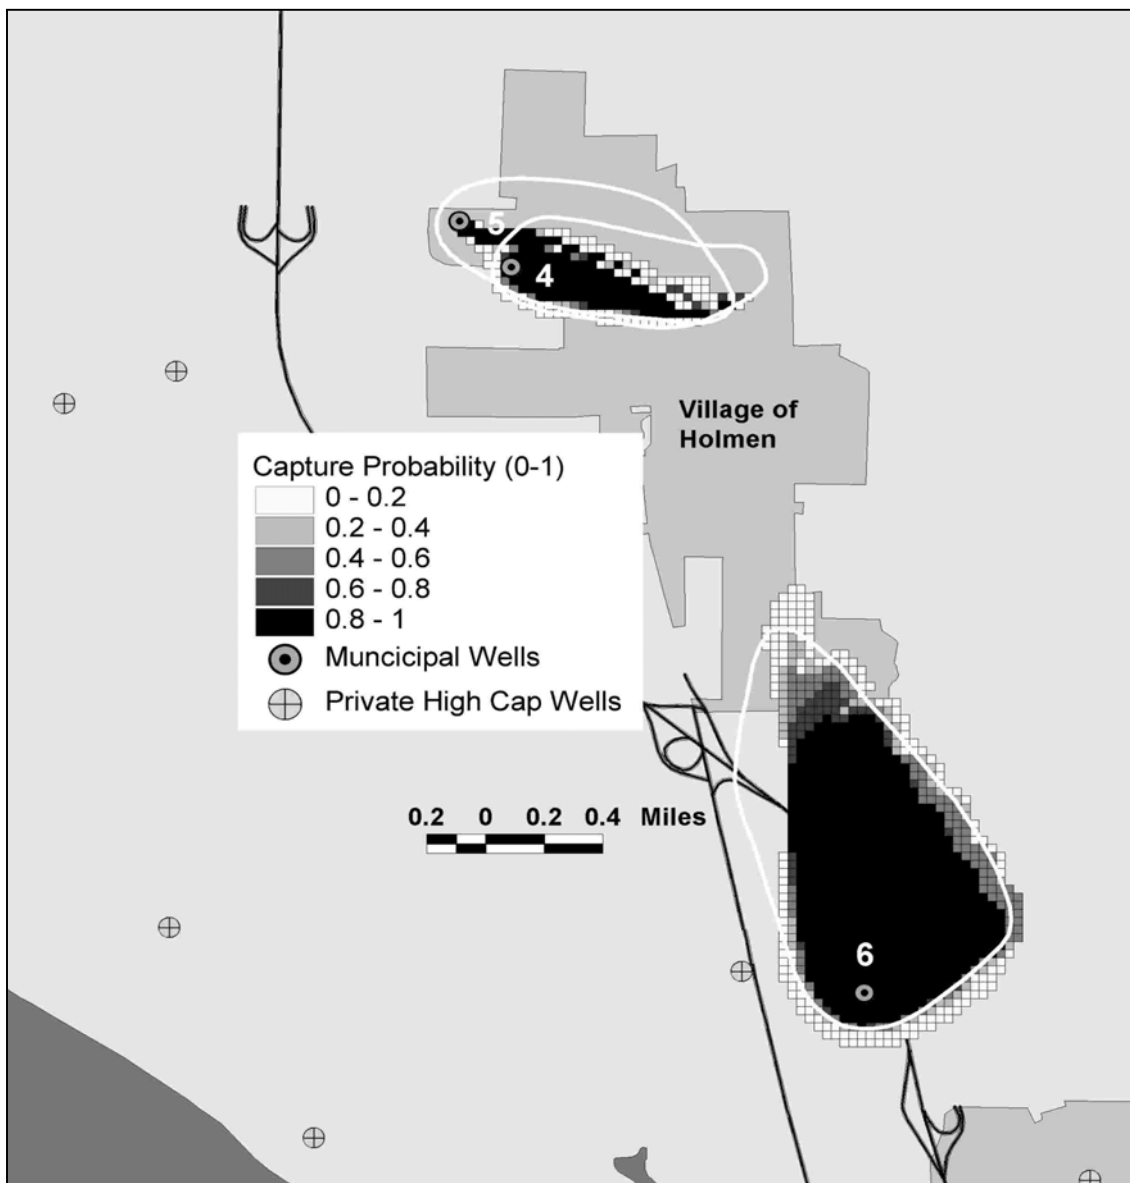 5
4
Village of
Holmen
Capture Probability (0-1)
0 - 0.2
0.2 - 0.4
0.4 - 0.6
0.6 - 0.8
0.8 - 1
Muncicipal Wells
Private High Cap Wells
0.2 0 0.2 0.4 Miles
6